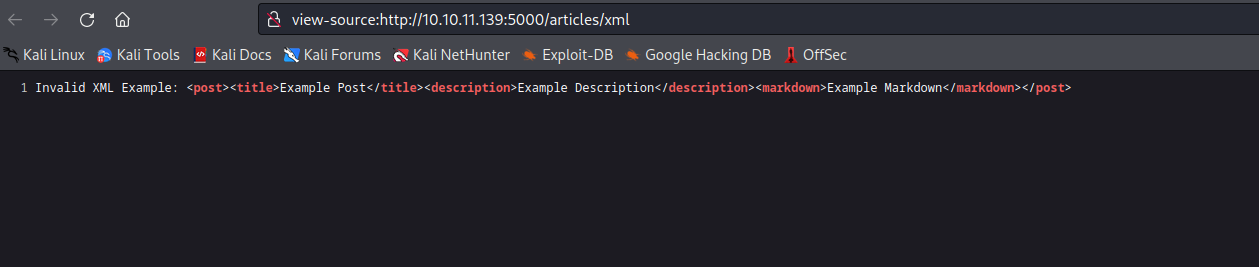 view-source:http://10.10.11.139:5000/articles/xml
Kali Linux Kali Tools Kali Docs Kali Forums Kali NetHunter Exploit-DB Google Hacking DB OffSec
1 Invalid XML Example: <post><title>Example Post</title><description>Example Description</description><markdown>Example Markdown</markdown></post>